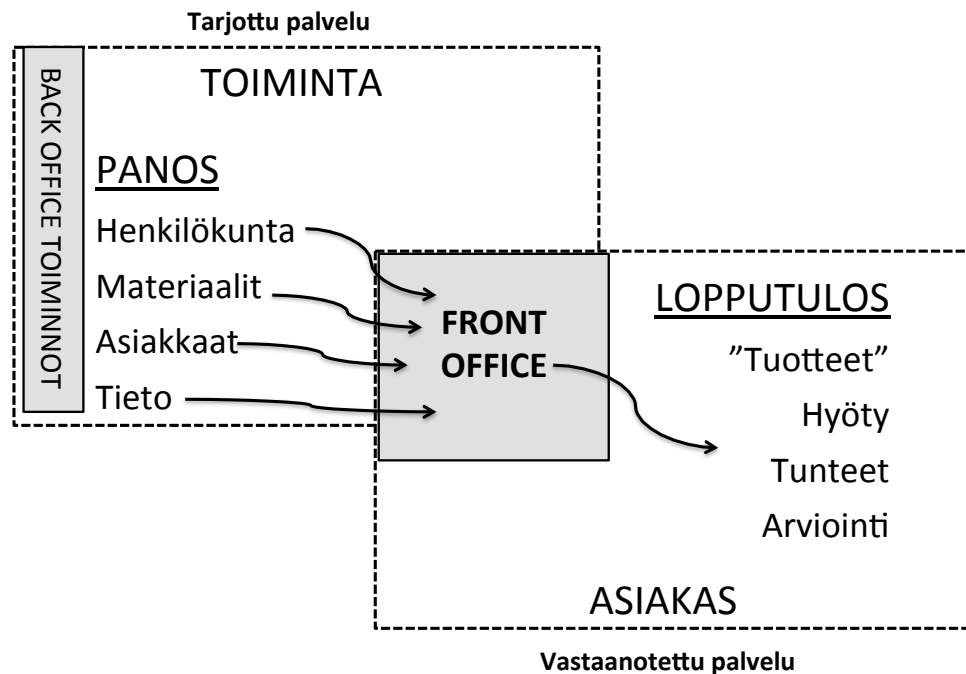 Tarjottu palvelu
TOIMINTA
BACK OFFICE TOIMINNOT
PANOS
Henkilökunta
Materiaalit
Asiakkaat
Tieto
FRONT
OFFICE
LOPPUTULOS
”Tuotteet”
Hyöty
Tunteet
Arviointi
ASIAKAS
Vastaanotettu palvelu